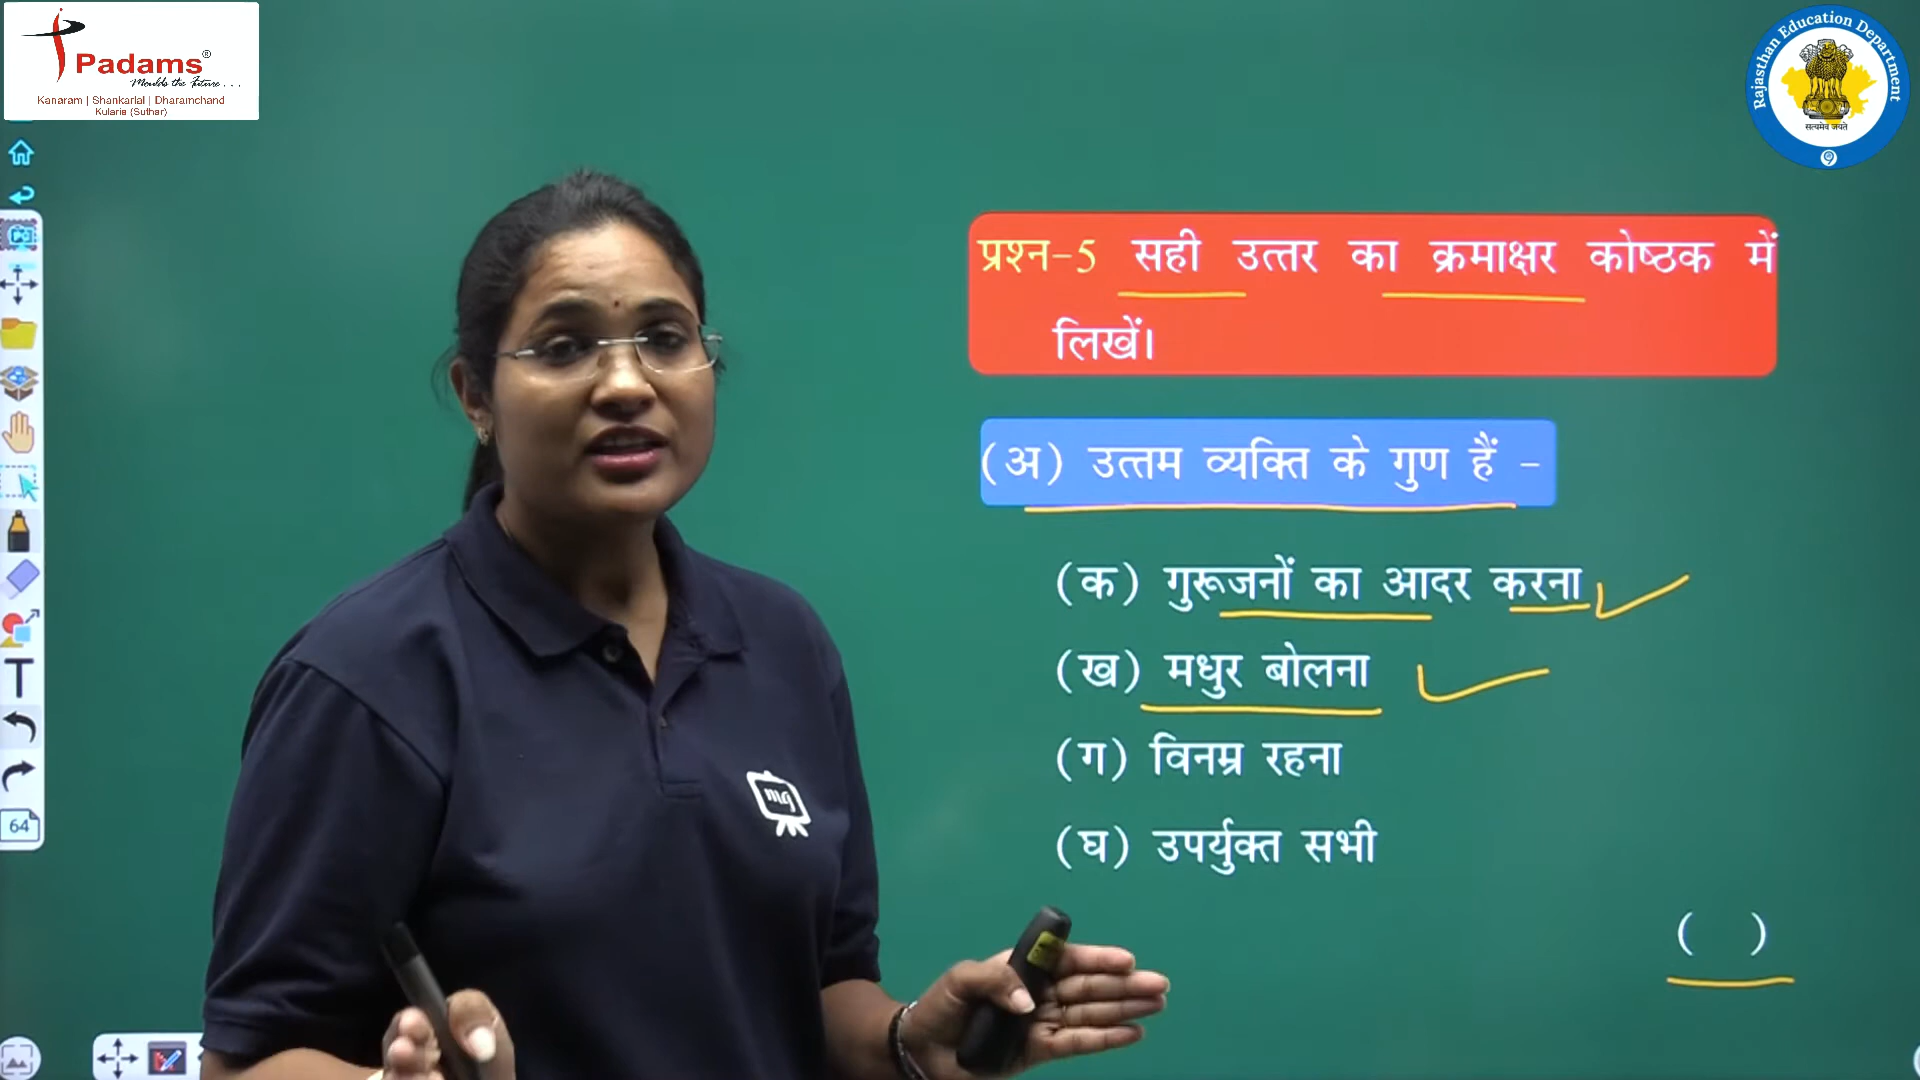 Padams®
Moulds the Future...
Kanaram | Shankarlal | Dharamchand
Kularia (Suthar)
Rajasthan Education Department
सत्यमेव जयते
प्रश्न-5 सही उत्तर का क्रमाक्षर कोष्ठक में
लिखें।
(अ) उत्तम व्यक्ति के गुण हैं -
(क) गुरूजनों का आदर करना
(ख) मधुर बोलना
(ग) विनम्र रहना
(घ) उपर्युक्त सभी
( )
mg
T
64